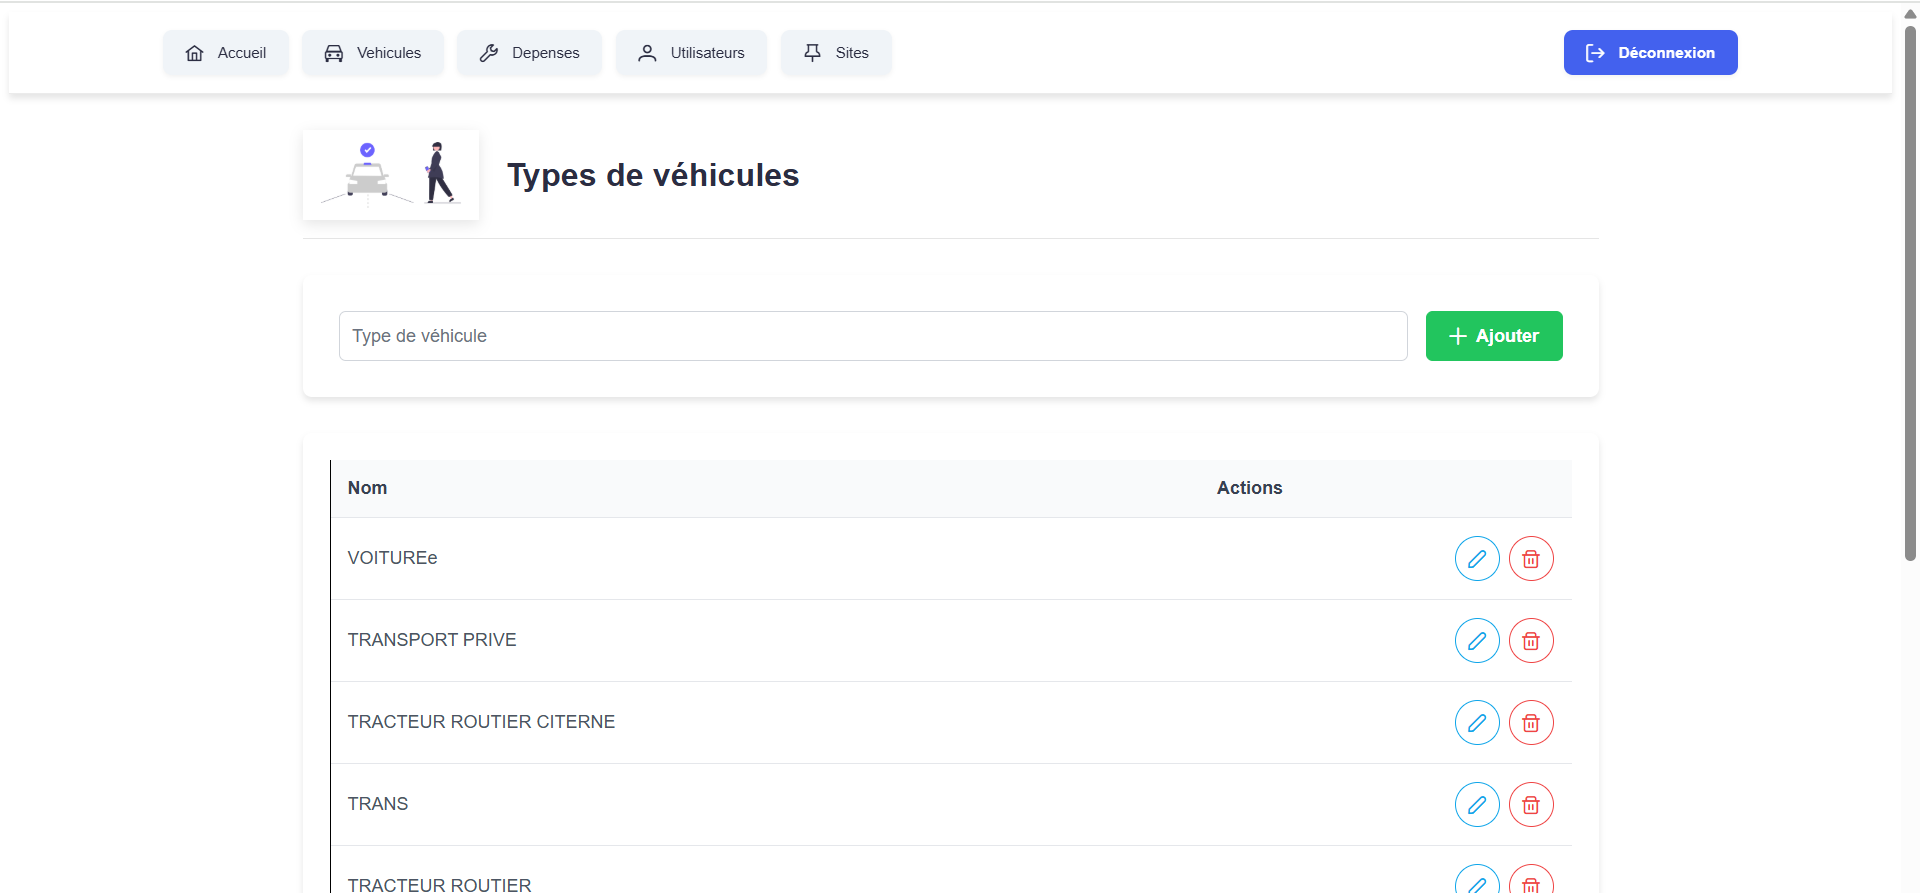 Accueil
Vehicules
Depenses
Utilisateurs
Sites
Déconnexion
Types de véhicules
Type de véhicule
Ajouter
Nom Actions
VOITUREe
TRANSPORT PRIVE
TRACTEUR ROUTIER CITERNE
TRANS
TRACTEUR ROUTIER